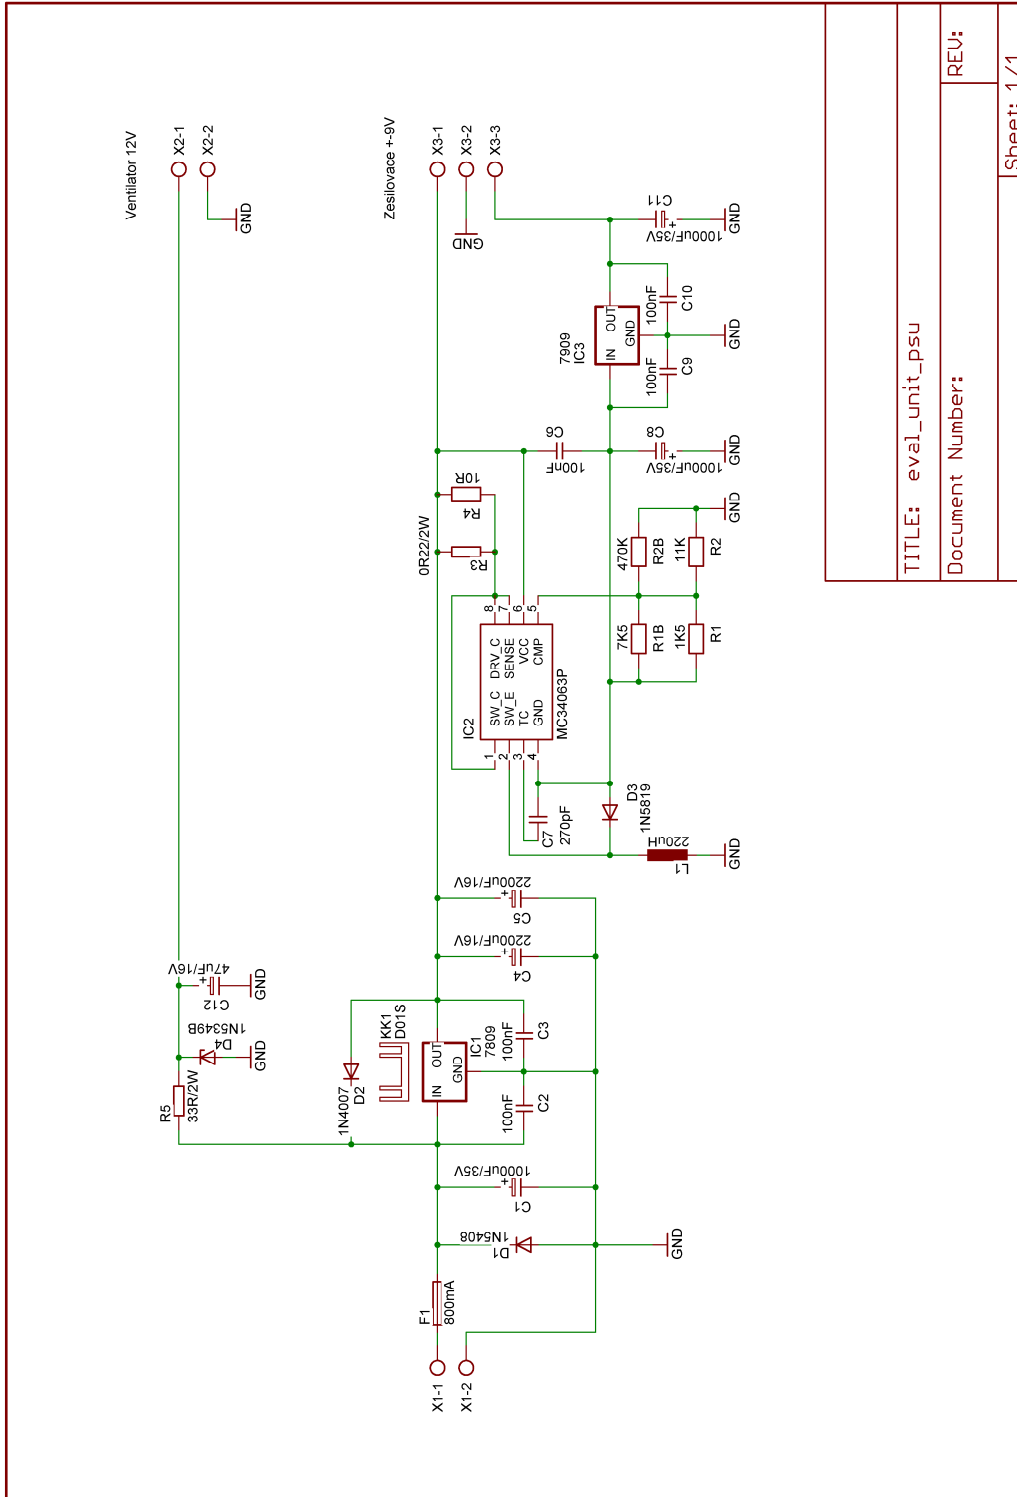 Ventilator 12V
R5
33R/2W
1N5349B
D4
GND
47uF/16V
C12
GND
X2-1
X2-2
GND
1N4007
D2
KK1
D01S
Zesilovace +-9V
F1
800mA
X1-1
X1-2
1N5408
D1
1000uF/35V
C1
IN
OUT
GND
IC1
7809
100nF
C2
100nF
C3
2200uF/16V
C4
2200uF/16V
C5
GND
IC2
MC34063P
1
2
3
4
SW_C
SW_E
TC
GND
DRV_C
SENSE
VCC
CMP
8
7
6
5
0R22/2W
R3
10R
R4
X3-1
X3-2
X3-3
GND
C7
270pF
D3
1N5819
220uH
L1
GND
7K5
R1B
470K
R2B
1K5
R1
11K
R2
GND
C6
100nF
C8
1000uF/35V
GND
7909
IC3
IN
OUT
GND
100nF
C9
100nF
C10
GND
C11
1000uF/35V
GND
TITLE: eval_unit_psu
Document Number:
REV:
Sheet: 1/1